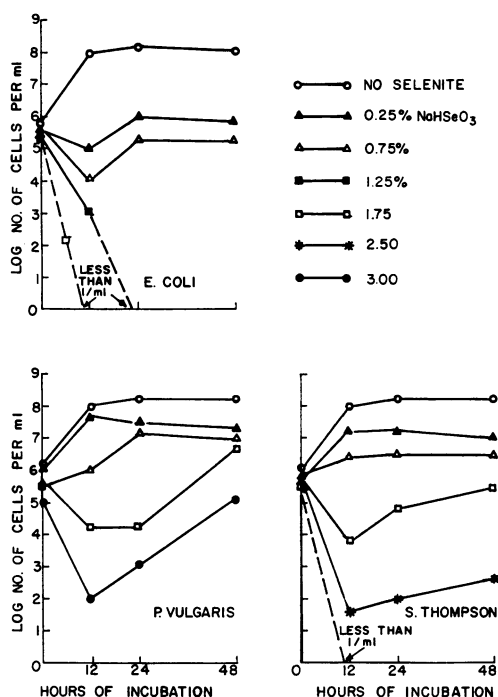 LOG NO. OF CELLS PER ml
9
8
7
6
5
4
3
2
1
0
LESS
THAN
1/ml
E. COLI
NO SELENITE
0.25% NaHSeO3
0.75%
1.25%
1.75
2.50
3.00
LOG NO. OF CELLS PER ml
9
8
7
6
5
4
3
2
1
0
12
24
48
P. VULGARIS
HOURS OF INCUBATION
S. THOMPSON
LESS THAN
1/ml
0
12
24
48
HOURS OF INCUBATION